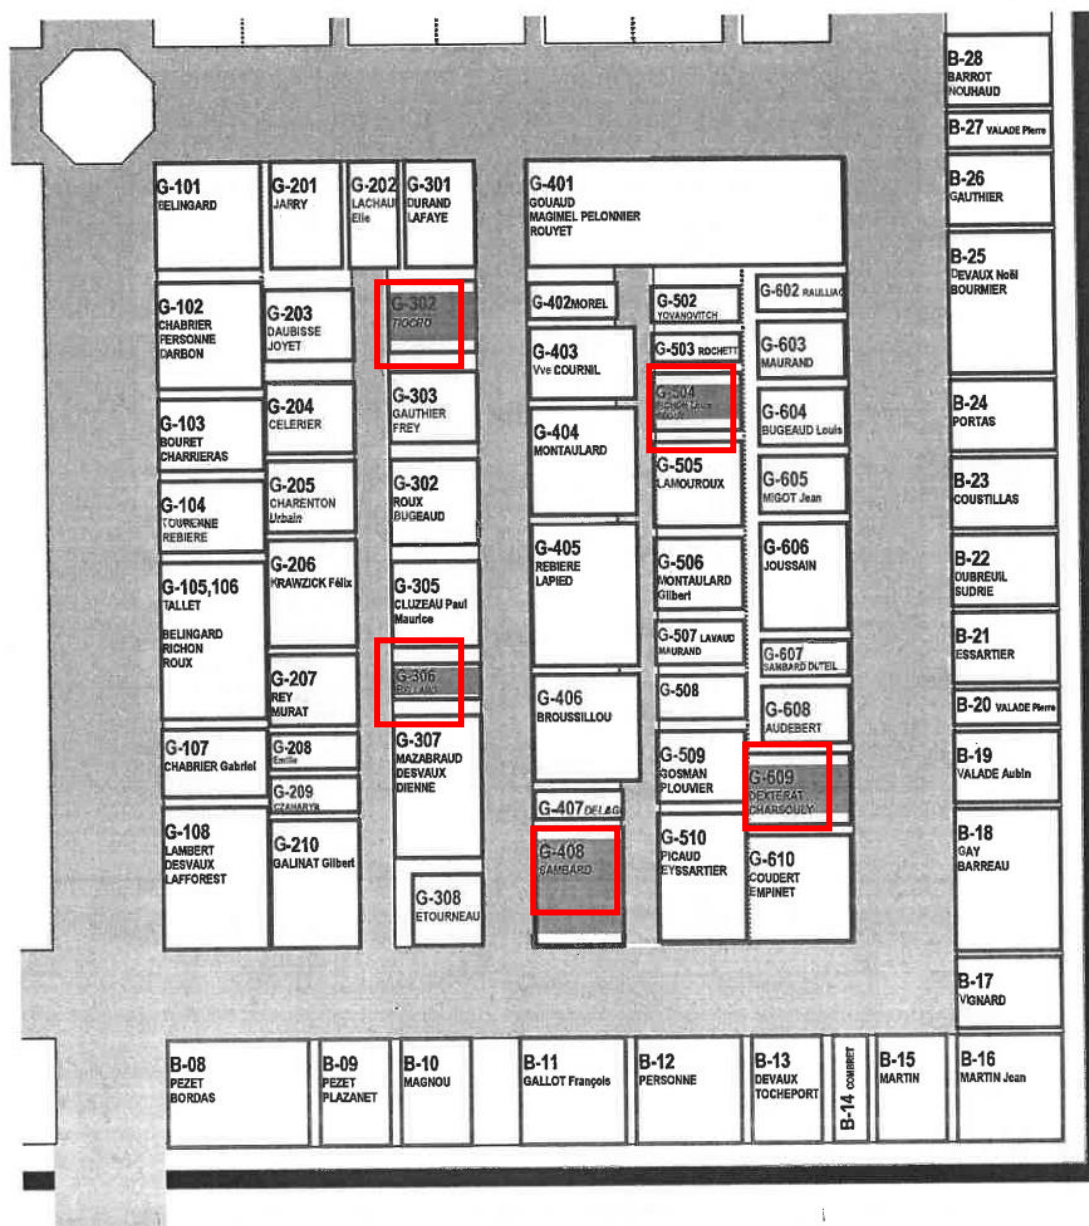 B-28
BARROT
NOUHAUD
B-27 VALADE Pierre
B-26
GAUTHIER
B-25
DEVAUX Noël
BOURMIER
B-24
PORTAS
B-23
COUSTILLAS
B-22
DUBREUIL
SUDRIE
B-21
ESSARTIER
B-20 VALADE Pierre
B-19
VALADE Aubin
B-18
GAY
BARREAU
B-17
VIGNARD
G-101
BELINGARD
G-102
CHABRIER
PERSONNE
DARBON
G-103
BOURET
CHARRIERAS
G-104
TOURENNE
REBIERE
G-105,106
TALLET
BELINGARD
RICHON
ROUX
G-107
CHABRIER Gabriel
G-108
LAMBERT
DESVAUX
LAFFOREST
G-201
JARRY
G-202
LACHAU
Elie
G-203
DAUBISSE
JOYET
G-204
CELERIER
G-205
CHARENTON
Urbain
G-206
KRAWZICK Félix
G-207
REY
MURAT
G-208
Emilie
G-209
CZAHARYN
G-210
GALINAT Gilbert
G-301
DURAND
LAFAYE
G-302
G-303
GAUTHIER
FREY
G-302
ROUX
BUGEAUD
G-305
CLUZEAU Paul
Maurice
G-306
G-307
MAZABRAUD
DESVAUX
DIENNE
G-308
ETOURNEAU
G-401
GOUAUD
MAGIMEL PELONNIER
ROUYET
G-402 MOREL
G-403
Vve COURNIL
G-404
MONTAULARD
G-405
REBIERE
LAPIED
G-406
BROUSSILLOU
G-407 DELAG
G-408
SAMBARD
G-502
YOVANOVITCH
G-503 ROCHETT
G-504
G-505
LAMOUROUX
G-506
MONTAULARD
Gilbert
G-507 LAVAUD
MAURAND
G-508
G-509
GOSMAN
PLOUVIER
G-510
PICAUD
EYSSARTIER
G-602 RAULLIAC
G-603
MAURAND
G-604
BUGEAUD Louis
G-605
MIGOT Jean
G-606
JOUSSAIN
G-607
SAMBARD DUTEIL
G-608
AUDEBERT
G-609
DEXTERAT
CHARSOULY
G-610
COUDERT
EMPINET
B-08
PEZET
BORDAS
B-09
PEZET
PLAZANET
B-10
MAGNOU
B-11
GALLOT François
B-12
PERSONNE
B-13
DEVAUX
TOCHEPORT
B-14 COMBRET
B-15
MARTIN
B-16
MARTIN Jean